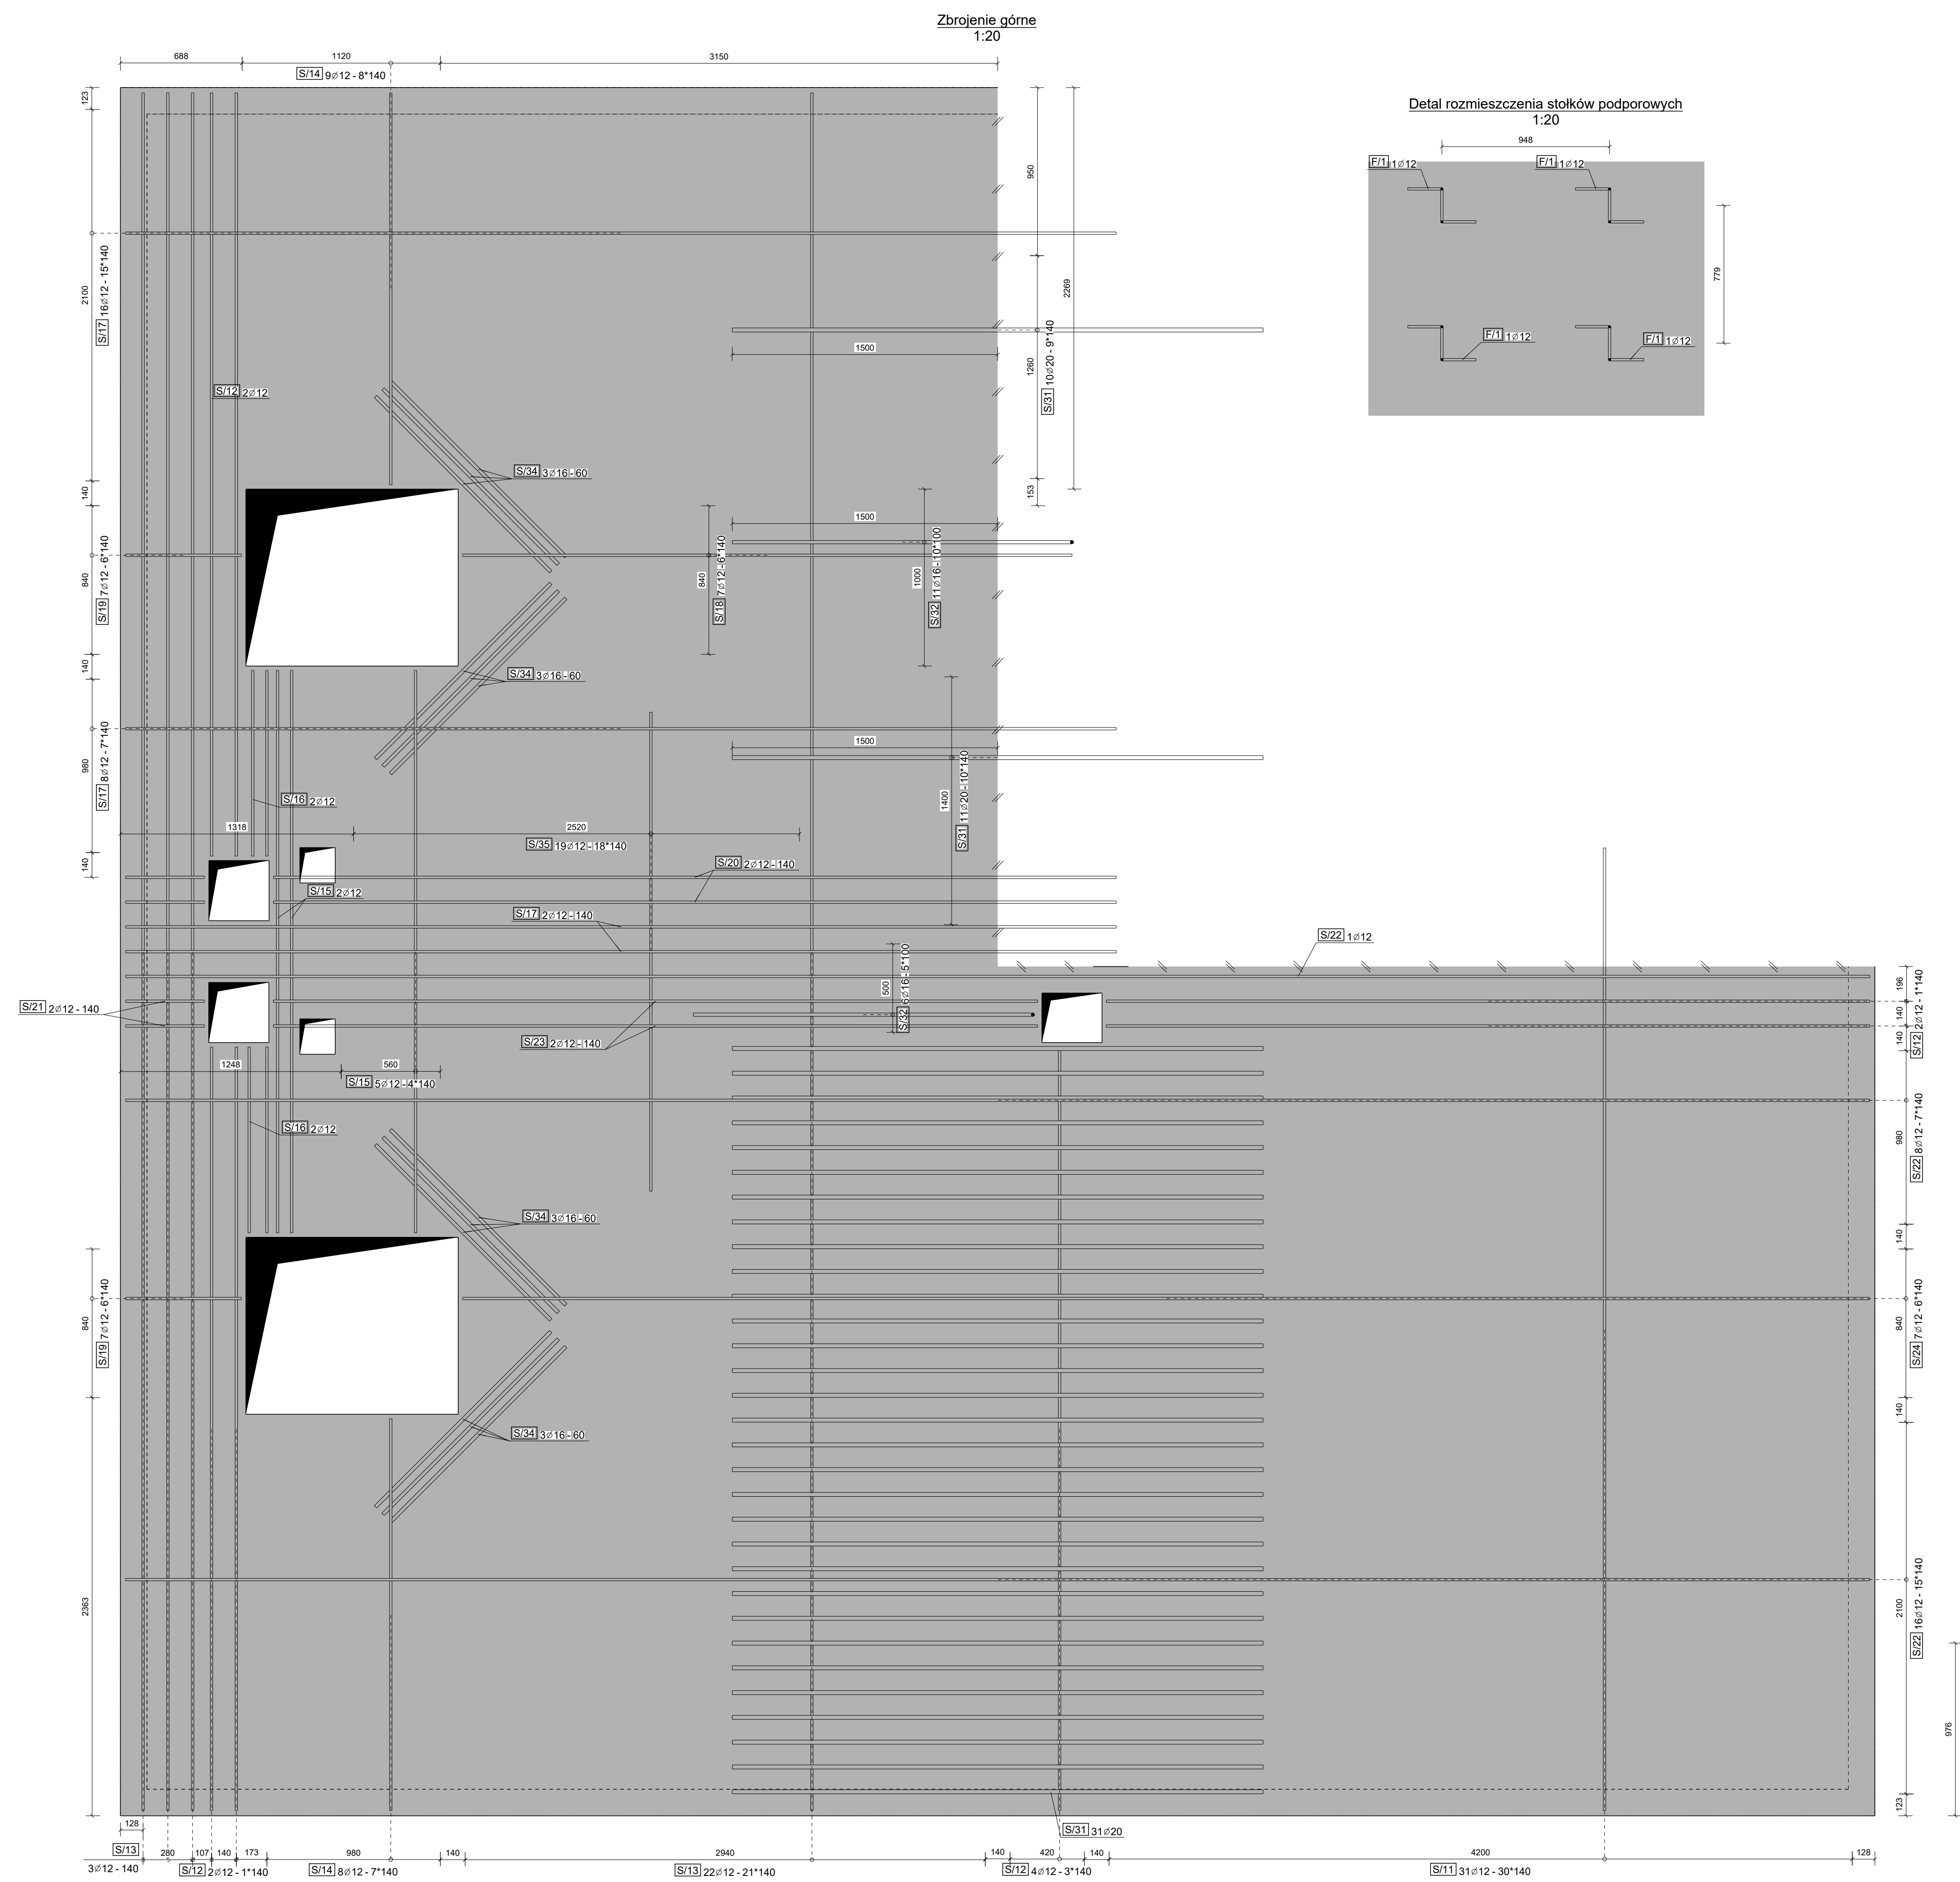 Zbrojenie górne
1:20
688
1120
3150
S/14 9∅12 - 8*140
Detal rozmieszczenia stołków podporowych
1:20
948
F/1 1∅12
F/1 1∅12
779
F/1 1∅12
F/1 1∅12
123
950
2269
2100
S/17 16∅12 - 15*140
1500
1260
S/31 10∅20 - 9*140
S/12 2∅12
S/34 3∅16 - 60
140
153
1500
840
S/19 7∅12 - 6*140
840
S/18 7∅12 - 6*140
1000
S/32 11∅16 - 10*100
140
S/34 3∅16 - 60
980
S/17 8∅12 - 7*140
1500
1400
S/31 11∅20 - 10*140
S/16 2∅12
1318
2520
S/35 19∅12 - 18*140
140
S/20 2∅12 - 140
S/15 2∅12
S/17 2∅12 - 140
S/22 1∅12
500
S/32 6∅16 - 5*100
196
140
S/12 2∅12 - 1*140
S/21 2∅12 - 140
S/23 2∅12 - 140
140
1248
560
S/15 5∅12 - 4*140
S/16 2∅12
980
S/22 8∅12 - 7*140
S/34 3∅16 - 60
140
840
S/19 7∅12 - 6*140
840
S/24 7∅12 - 6*140
140
S/34 3∅16 - 60
2363
2100
S/22 16∅12 - 15*140
976
123
S/31 31∅20
128
S/13
3∅12 - 140
280
107
140
173
980
140
2940
140
420
140
4200
128
S/12 2∅12 - 1*140
S/14 8∅12 - 7*140
S/13 22∅12 - 21*140
S/12 4∅12 - 3*140
S/11 31∅12 - 30*140